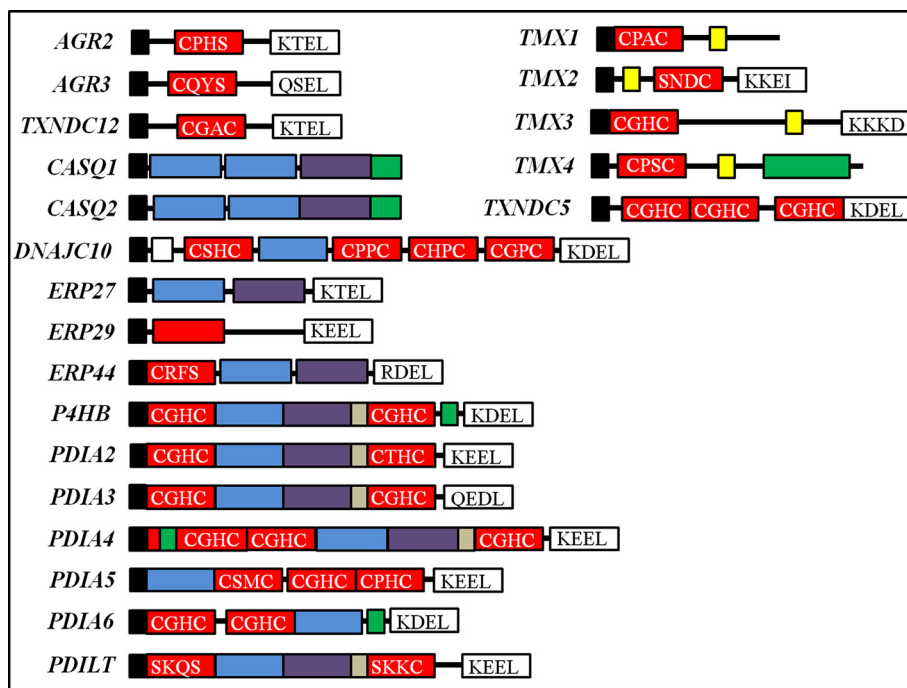 AGR2 CPHS KTEL
AGR3 CQYS QSEL
TXNDC12 CGAC KTEL
CASQ1
CASQ2
DNAJC10 CSHC CPPC CHPC CGPC KDEL
ERP27 KTEL
ERP29 KEEL
ERP44 CRFS RDEL
P4HB CGHC CGHC KDEL
PDIA2 CGHC CTHC KEEL
PDIA3 CGHC CGHC QEDL
PDIA4 CGHC CGHC CGHC KEEL
PDIA5 CSMC CGHC CPHC KEEL
PDIA6 CGHC CGHC KDEL
PDILT SKQS SKKC KEEL
TMX1 CPAC
TMX2 SNDC KKEI
TMX3 CGHC KKKD
TMX4 CPSC
TXNDC5 CGHC CGHC CGHC KDEL